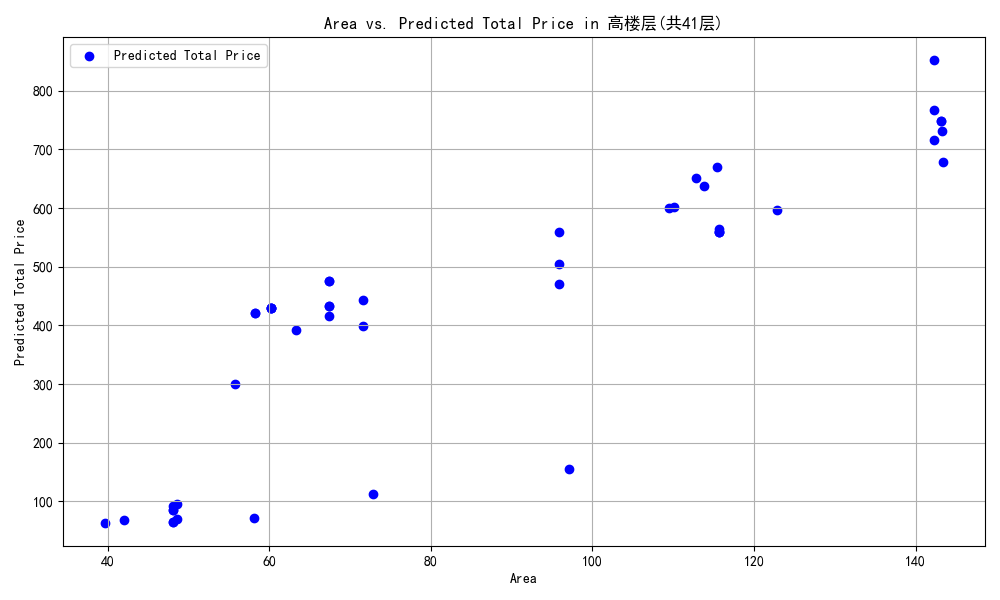 Area vs. Predicted Total Price in 高楼层(共41层)
Predicted Total Price
Predicted Total Price
800
700
600
500
400
300
200
100
40 60 80 100 120 140
Area